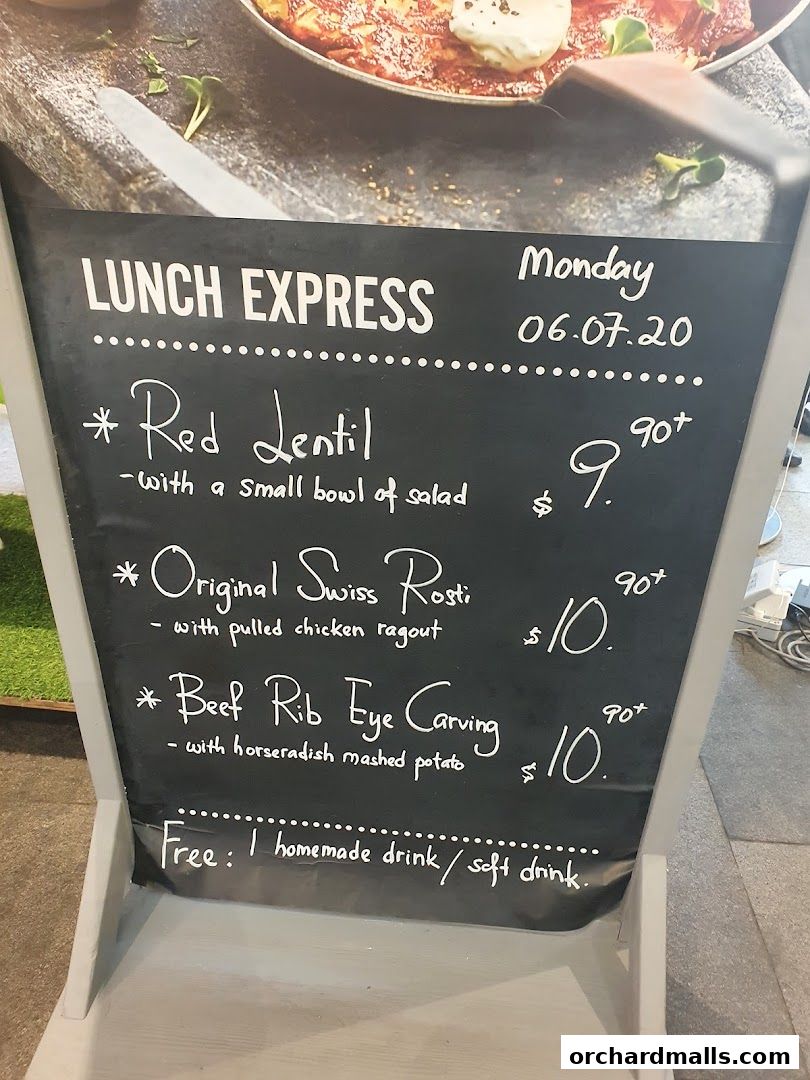 LUNCH EXPRESS
Monday
06.07.20
* Red Lentil $9.90+
- with a small bowl of salad
* Original Swiss Rosti $10.90+
- with pulled chicken ragout
* Beef Rib Eye Carving $10.90+
- with horseradish mashed potato
Free: 1 homemade drink / soft drink.
orchardmalls.com